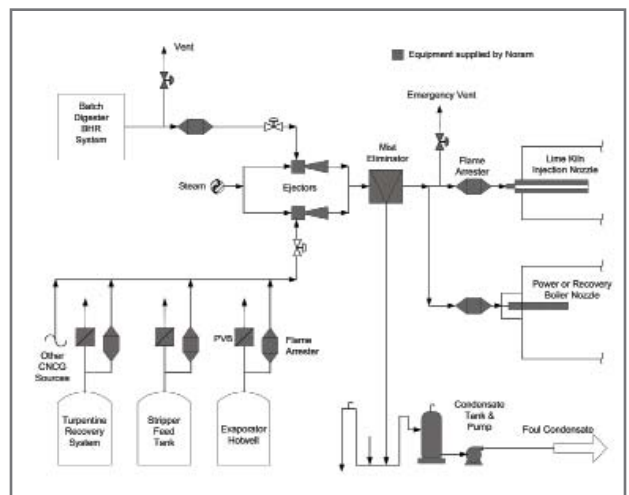 Vent
Equipment supplied by Noram
Batch
Digester
BHR
System
Emergency Vent
Mist
Eliminator
Flame
Arrester
Lime Kiln
Injection Nozzle
Steam
Ejectors
Power or Recovery
Boiler Nozzle
Other
CNCG
Sources
PVB
Flame
Arrester
Turpentine
Recovery
System
Stripper
Feed
Tank
Evaporator
Hotwell
Condensate
Tank &
Pump
Foul Condensate